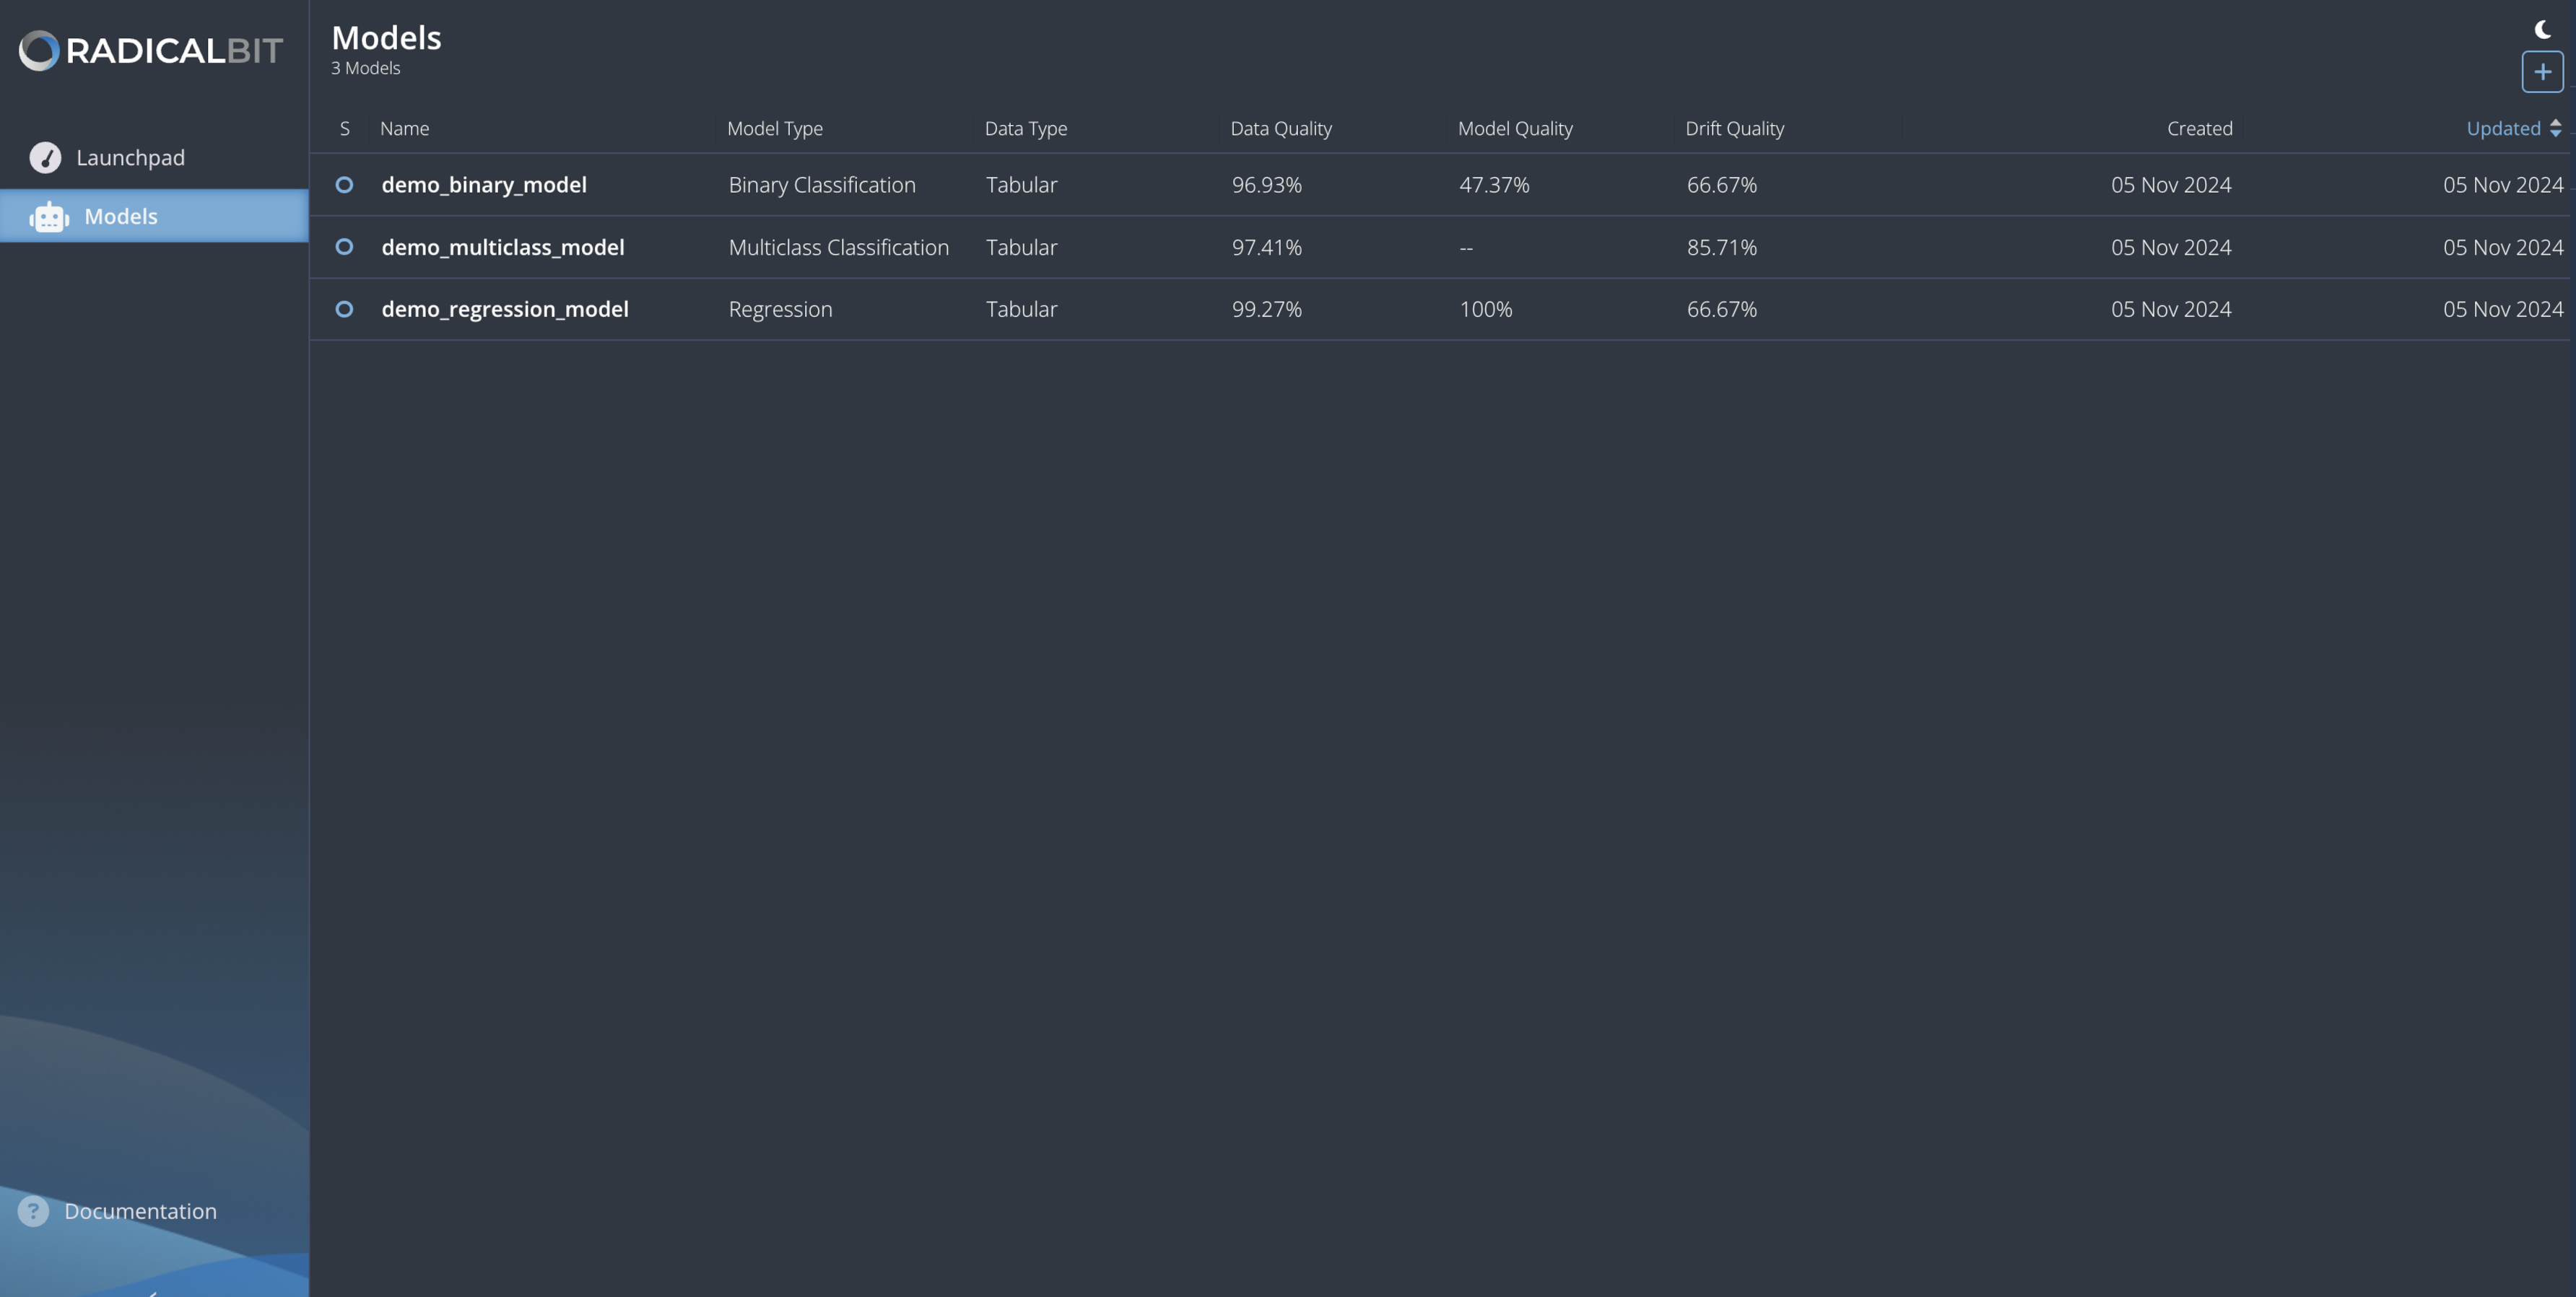 RADICALBIT
Launchpad
Models
? Documentation
Models
3 Models
S Name Model Type Data Type Data Quality Model Quality Drift Quality Created Updated
demo_binary_model Binary Classification Tabular 96.93% 47.37% 66.67% 05 Nov 2024 05 Nov 2024
demo_multiclass_model Multiclass Classification Tabular 97.41% -- 85.71% 05 Nov 2024 05 Nov 2024
demo_regression_model Regression Tabular 99.27% 100% 66.67% 05 Nov 2024 05 Nov 2024